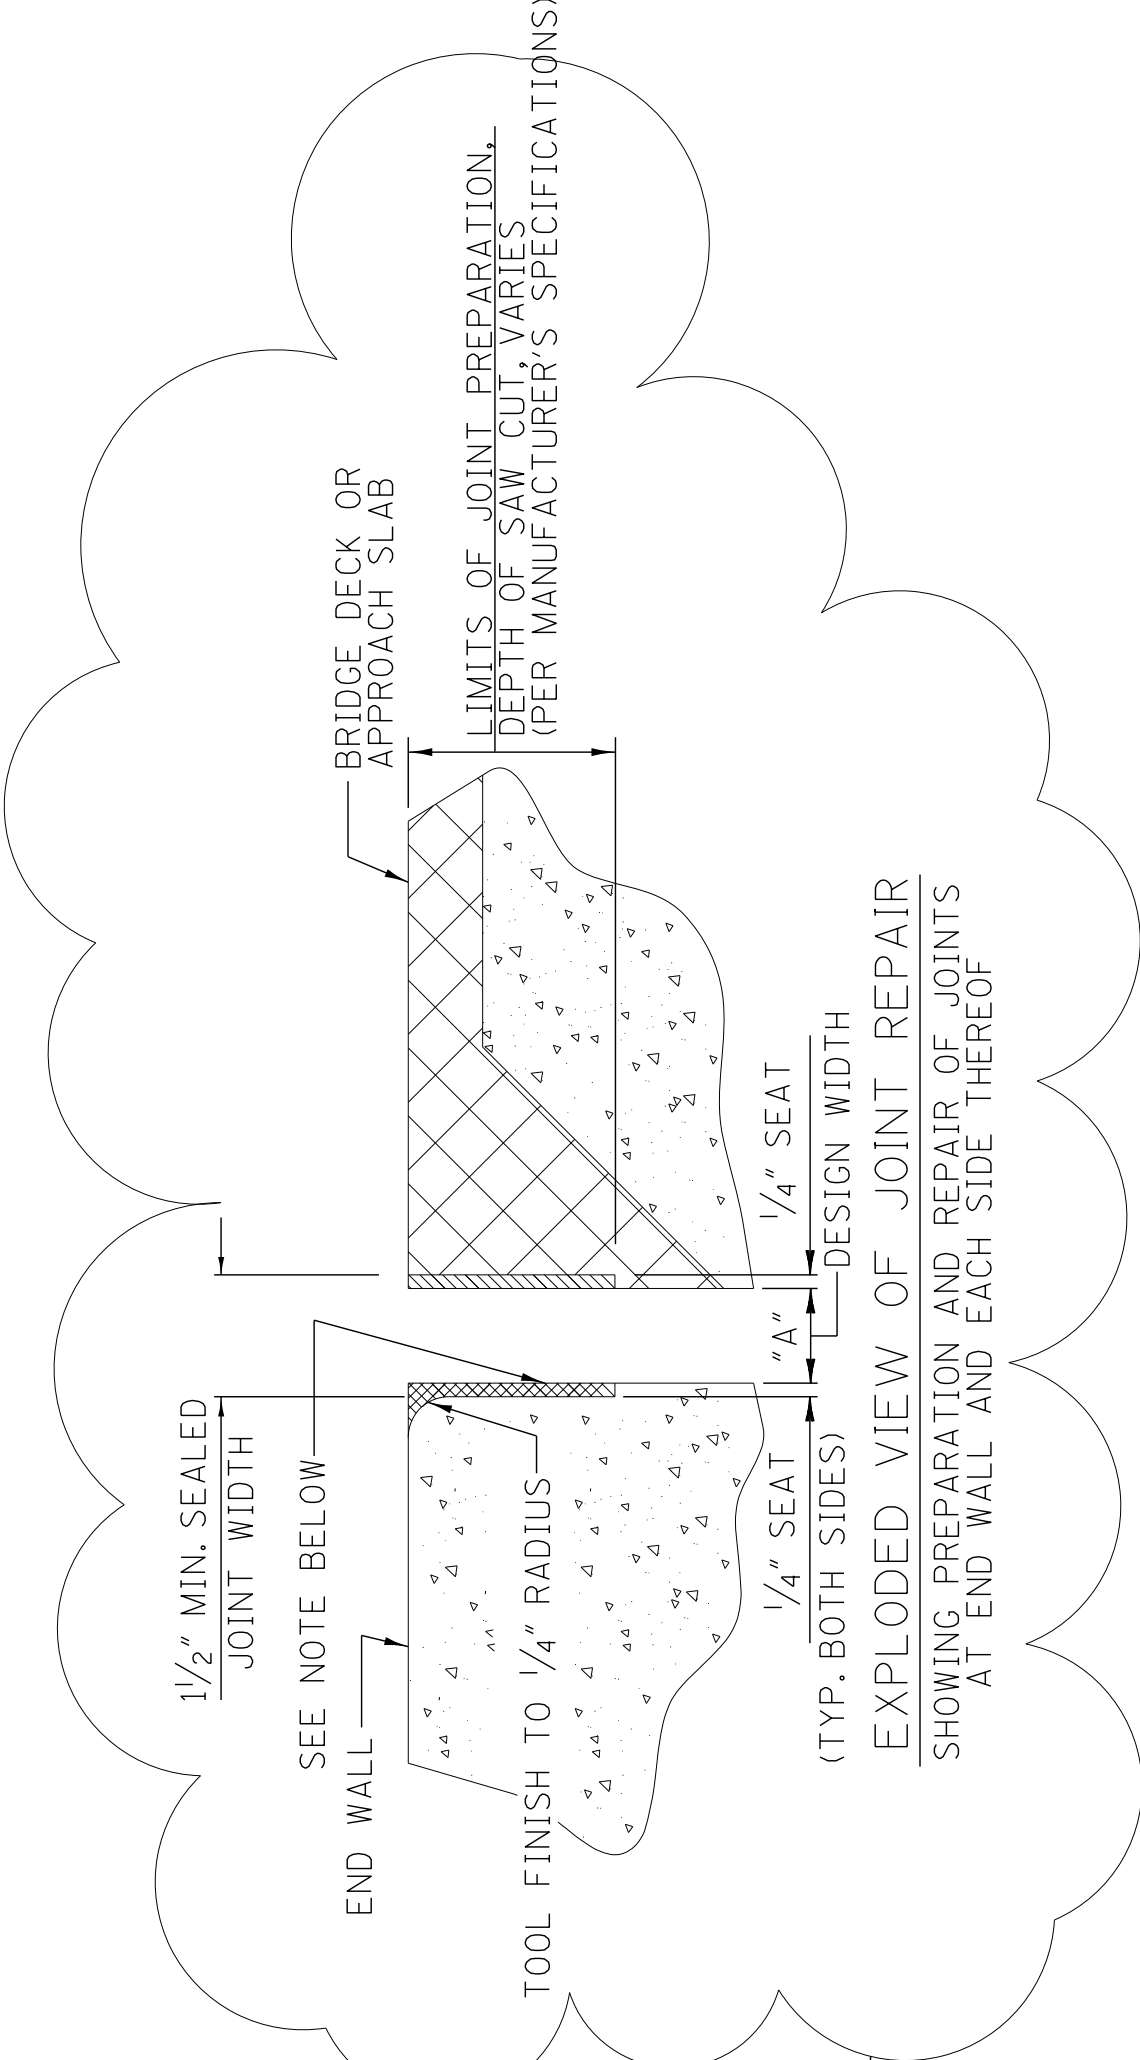 1 1/2" MIN. SEALED
JOINT WIDTH
SEE NOTE BELOW
END WALL
BRIDGE DECK OR
APPROACH SLAB
LIMITS OF JOINT PREPARATION,
DEPTH OF SAW CUT, VARIES
(PER MANUFACTURER'S SPECIFICATIONS)
TOOL FINISH TO 1/4" RADIUS
1/4" SEAT
(TYP. BOTH SIDES)
"A"
DESIGN WIDTH
1/4" SEAT
EXPLODED VIEW OF JOINT REPAIR
SHOWING PREPARATION AND REPAIR OF JOINTS
AT END WALL AND EACH SIDE THEREOF